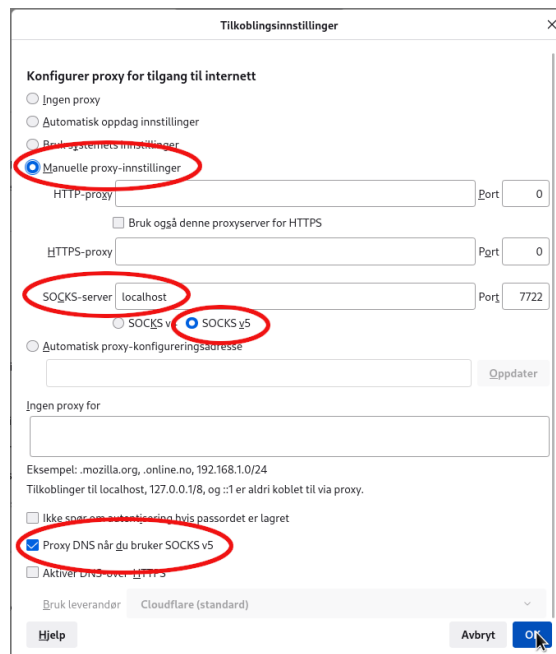 Tilkoblingsinnstillinger
Konfigurer proxy for tilgang til internett
Ingen proxy
Automatisk oppdag innstillinger
Bruk systemets innstillinger
Manuelle proxy-innstillinger
HTTP-proxy Port 0
Bruk også denne proxyserver for HTTPS
HTTPS-proxy Port 0
SOCKS-server localhost Port 7722
SOCKS v4 SOCKS v5
Automatisk proxy-konfigureringsadresse
Oppdater
Ingen proxy for
Eksempel: .mozilla.org, .online.no, 192.168.1.0/24
Tilkoblinger til localhost, 127.0.0.1/8, og ::1 er aldri koblet til via proxy.
Ikke spør om autentisering hvis passordet er lagret
Proxy DNS når du bruker SOCKS v5
Aktiver DNS-over-HTTPS
Bruk leverandør Cloudflare (standard)
Hjelp Avbryt OK